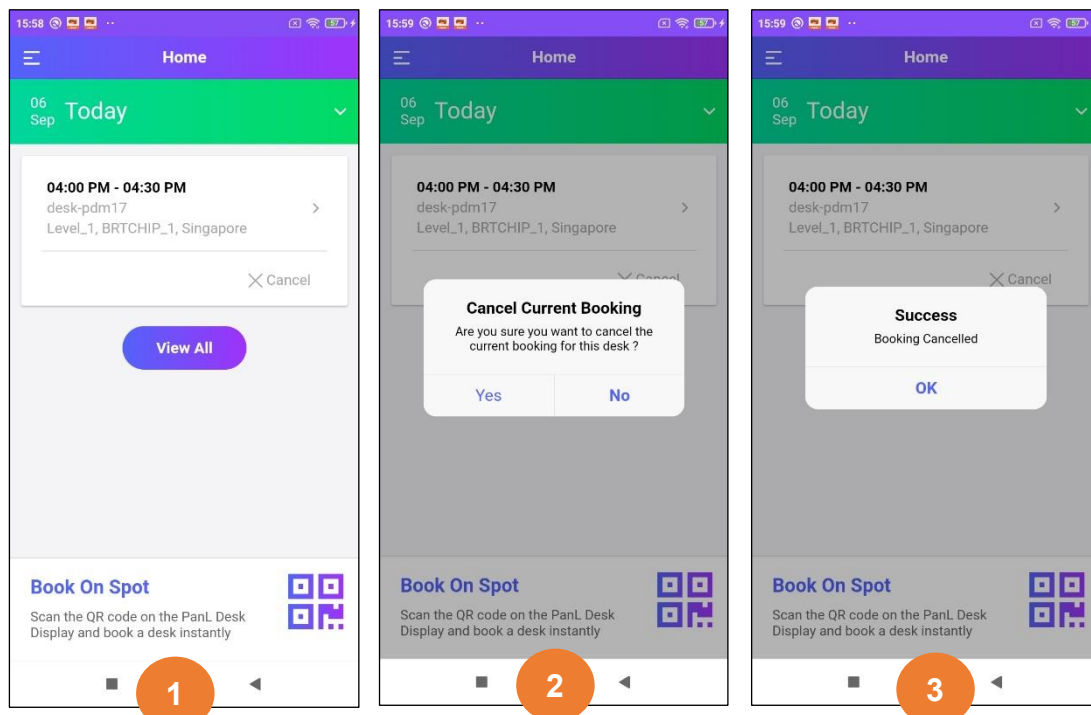 15:58
57
Home
06
Sep
Today
04:00 PM - 04:30 PM
desk-pdm17
Level_1, BRTCHIP_1, Singapore
Cancel
View All
Book On Spot
Scan the QR code on the PanL Desk
Display and book a desk instantly
1
15:59
57
Home
06
Sep
Today
04:00 PM - 04:30 PM
desk-pdm17
Level_1, BRTCHIP_1, Singapore
Cancel
Cancel Current Booking
Are you sure you want to cancel the
current booking for this desk ?
Yes
No
Book On Spot
Scan the QR code on the PanL Desk
Display and book a desk instantly
2
15:59
57
Home
06
Sep
Today
04:00 PM - 04:30 PM
desk-pdm17
Level_1, BRTCHIP_1, Singapore
Cancel
Success
Booking Cancelled
OK
Book On Spot
Scan the QR code on the PanL Desk
Display and book a desk instantly
3